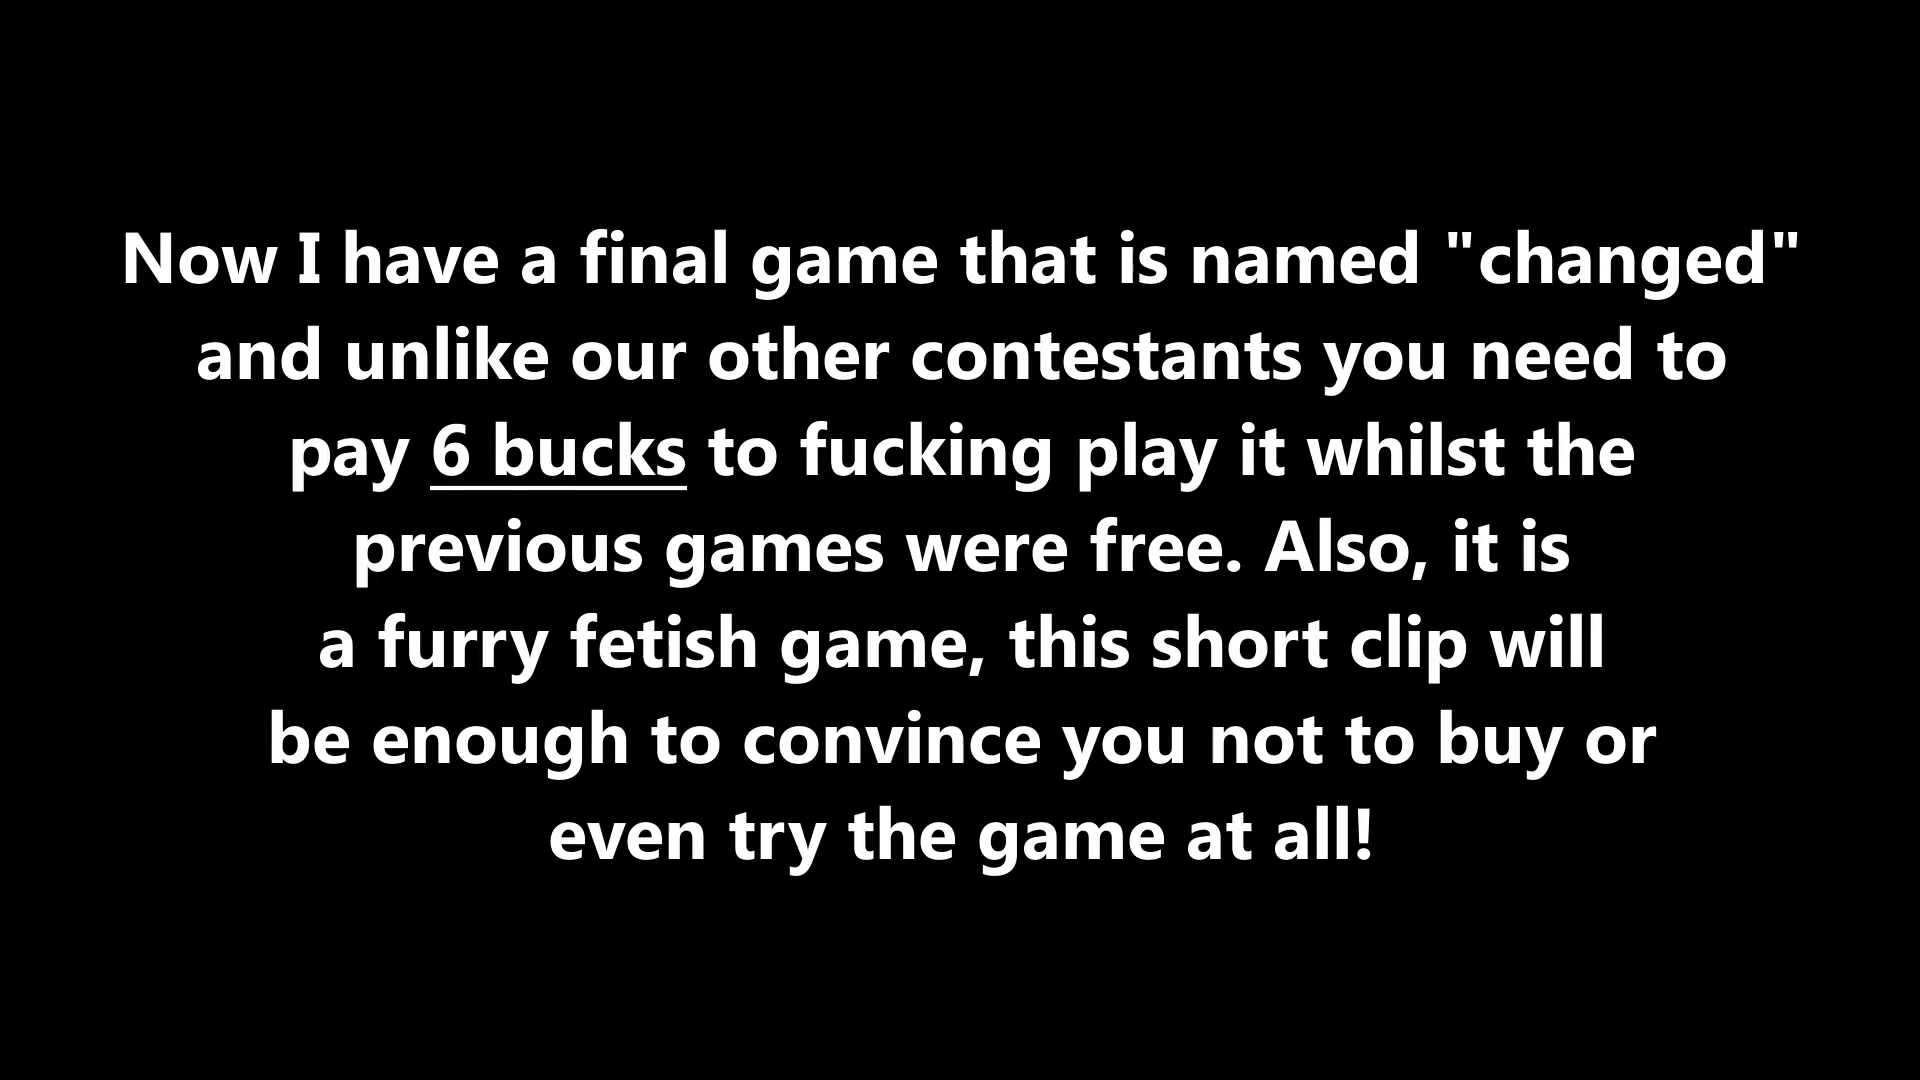 Now I have a final game that is named "changed"
and unlike our other contestants you need to
pay 6 bucks to fucking play it whilst the
previous games were free. Also, it is
a furry fetish game, this short clip will
be enough to convince you not to buy or
even try the game at all!